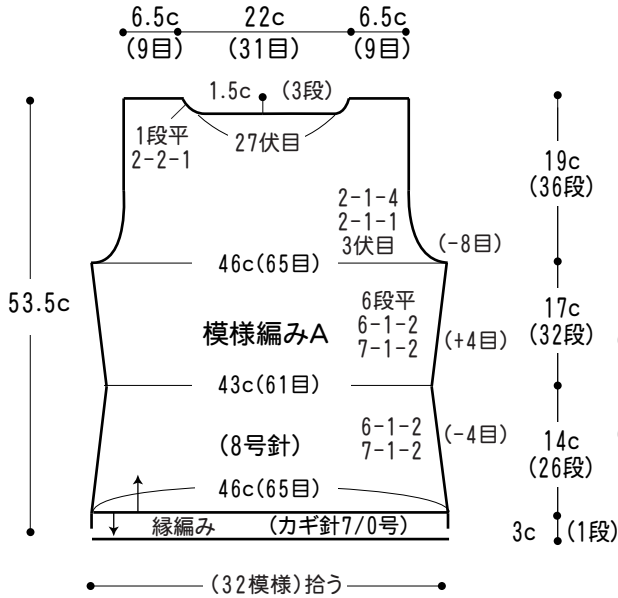 6.5c 22c 6.5c
(9目) (31目) (9目)
1.5c (3段)
1段平
2-2-1
27伏目
19c
(36段)
2-1-4
2-1-1
3伏目
(-8目)
46c(65目)
53.5c
6段平
6-1-2
7-1-2
(+4目)
模様編みA
17c
(32段)
43c(61目)
6-1-2
7-1-2
(-4目)
(8号針)
14c
(26段)
46c(65目)
縁編み (カギ針7/0号)
3c (1段)
(32模様)拾う